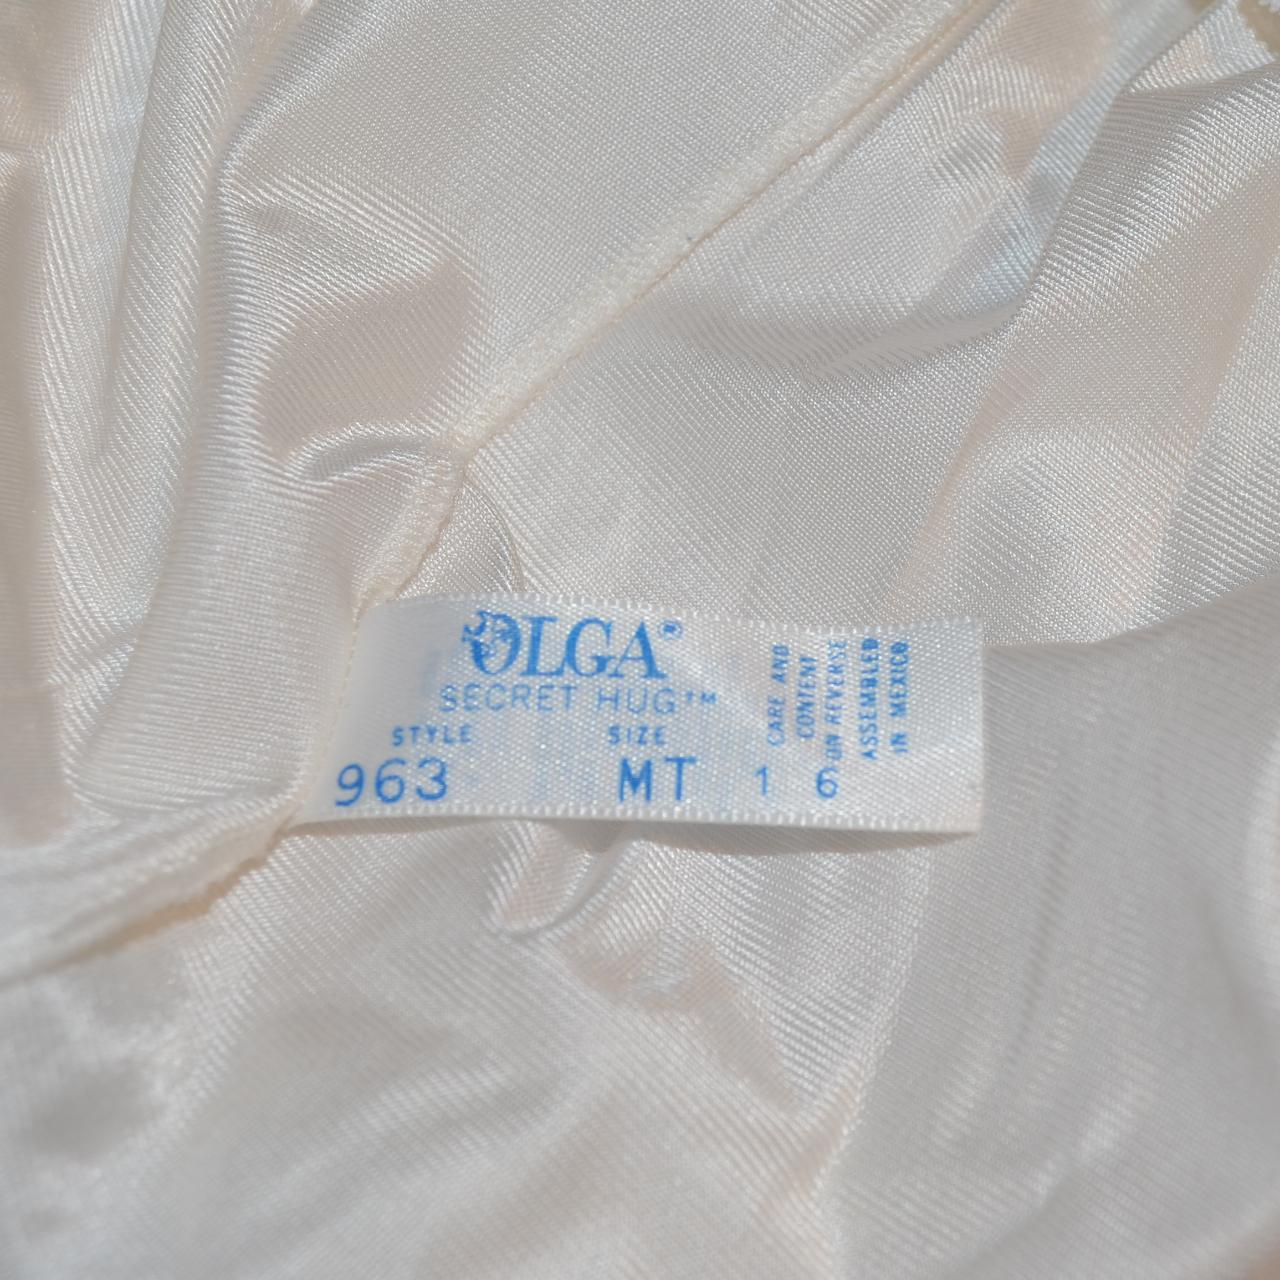 OLGA®
SECRET HUG™
STYLE SIZE
963 MT 1 6
CARE AND
CONTENT
ON REVERSE
ASSEMBLED
IN MEXICO